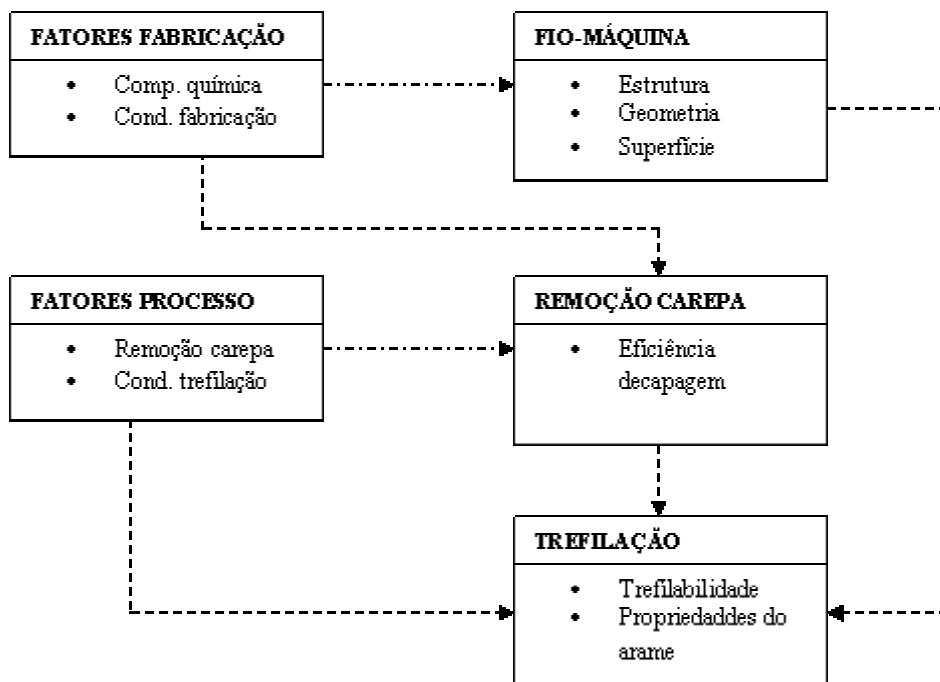 FATORES FABRICAÇÃO
• Comp. química
• Cond. fabricação
FIO-MÁQUINA
• Estrutura
• Geometria
• Superfície
FATORES PROCESSO
• Remoção carepa
• Cond. trefilação
REMOÇÃO CAREPA
• Eficiência
decapagem
TREFILAÇÃO
• Trefilabilidade
• Propriedaddes do
arame